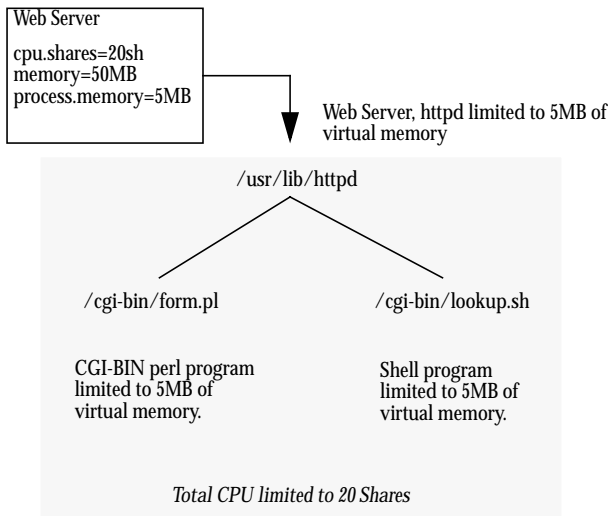 Web Server
cpu.shares=20sh
memory=50MB
process.memory=5MB
Web Server, httpd limited to 5MB of
virtual memory
/usr/lib/httpd
/cgi-bin/form.pl
/cgi-bin/lookup.sh
CGI-BIN perl program
limited to 5MB of
virtual memory.
Shell program
limited to 5MB of
virtual memory.
Total CPU limited to 20 Shares